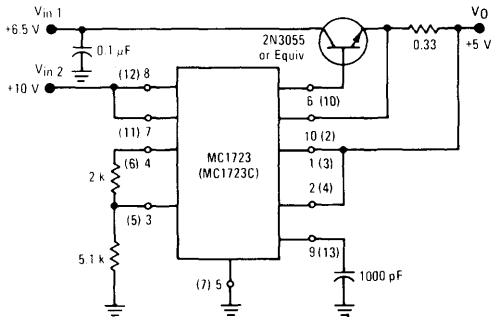 Vin 1
+6.5 V
0.1 μF
Vin 2
+10 V
(12) 8
(11) 7
(6) 4
2 k
(5) 3
5.1 k
MC1723
(MC1723C)
(7) 5
2N3055
or Equiv
6 (10)
10 (2)
1 (3)
2 (4)
9 (13)
1000 pF
0.33
VO
+5 V